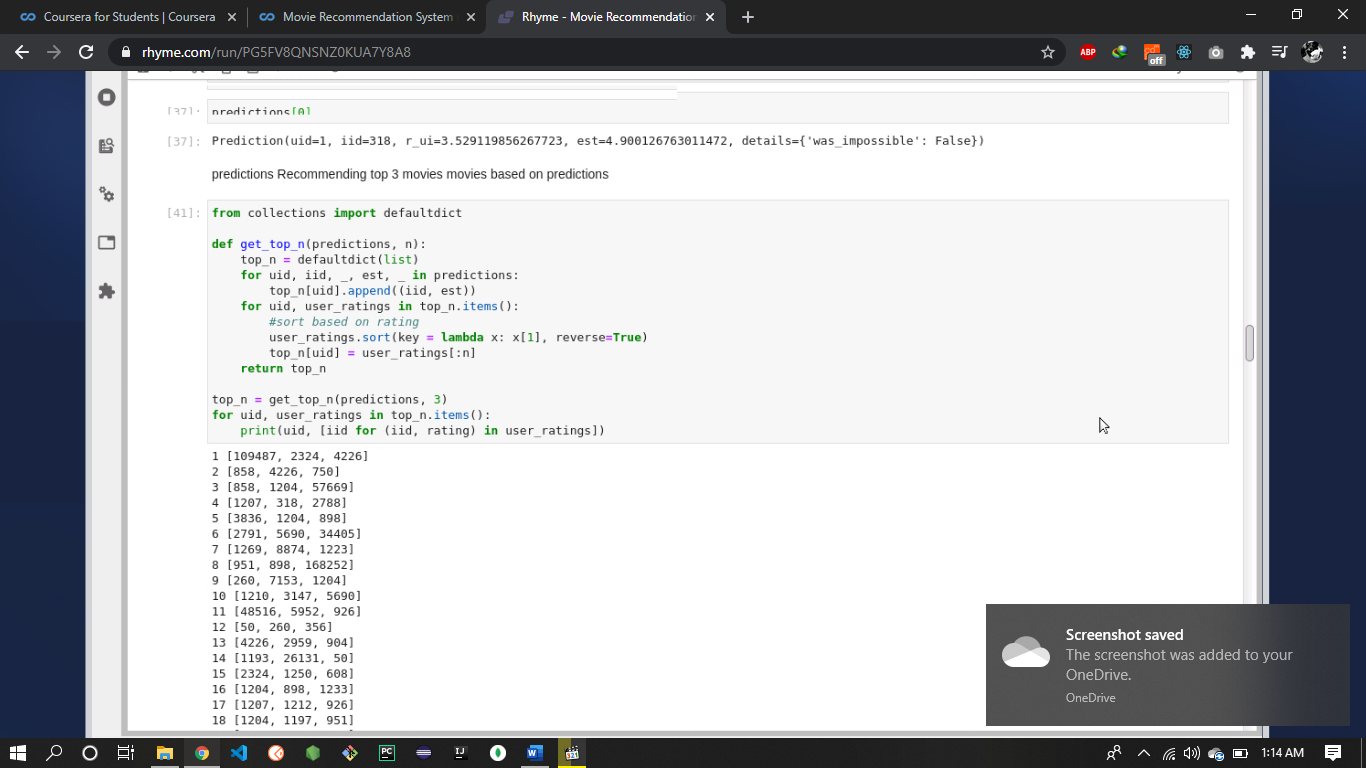 Coursera for Students | Coursera
Movie Recommendation System
Rhyme - Movie Recommendation
rhyme.com/run/PG5FV8QNSNZ0KUA7Y8A8
ABP
off
[37]:
predictions[0]
[37]:
Prediction(uid=1, iid=318, r_ui=3.529119856267723, est=4.900126763011472, details={'was_impossible': False})
predictions Recommending top 3 movies movies based on predictions
[41]:
from collections import defaultdict
def get_top_n(predictions, n):
    top_n = defaultdict(list)
    for uid, iid, _, est, _ in predictions:
        top_n[uid].append((iid, est))
    for uid, user_ratings in top_n.items():
        #sort based on rating
        user_ratings.sort(key = lambda x: x[1], reverse=True)
        top_n[uid] = user_ratings[:n]
    return top_n
top_n = get_top_n(predictions, 3)
for uid, user_ratings in top_n.items():
    print(uid, [iid for (iid, rating) in user_ratings])
1 [109487, 2324, 4226]
2 [858, 4226, 750]
3 [858, 1204, 57669]
4 [1207, 318, 2788]
5 [3836, 1204, 898]
6 [2791, 5690, 34405]
7 [1269, 8874, 1223]
8 [951, 898, 168252]
9 [260, 7153, 1204]
10 [1210, 3147, 5690]
11 [48516, 5952, 926]
12 [50, 260, 356]
13 [4226, 2959, 904]
14 [1193, 26131, 50]
15 [2324, 1250, 608]
16 [1204, 898, 1233]
17 [1207, 1212, 926]
18 [1204, 1197, 951]
Screenshot saved
The screenshot was added to your
OneDrive.
OneDrive
PC
IJ
W
1:14 AM